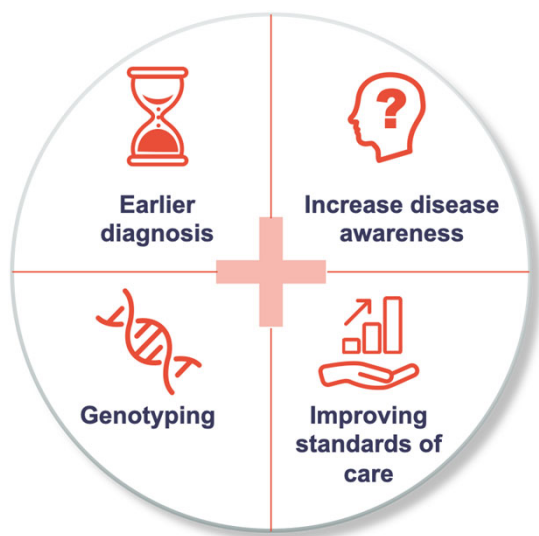 ?
Earlier
diagnosis
Increase disease
awareness
Genotyping
Improving
standards of
care